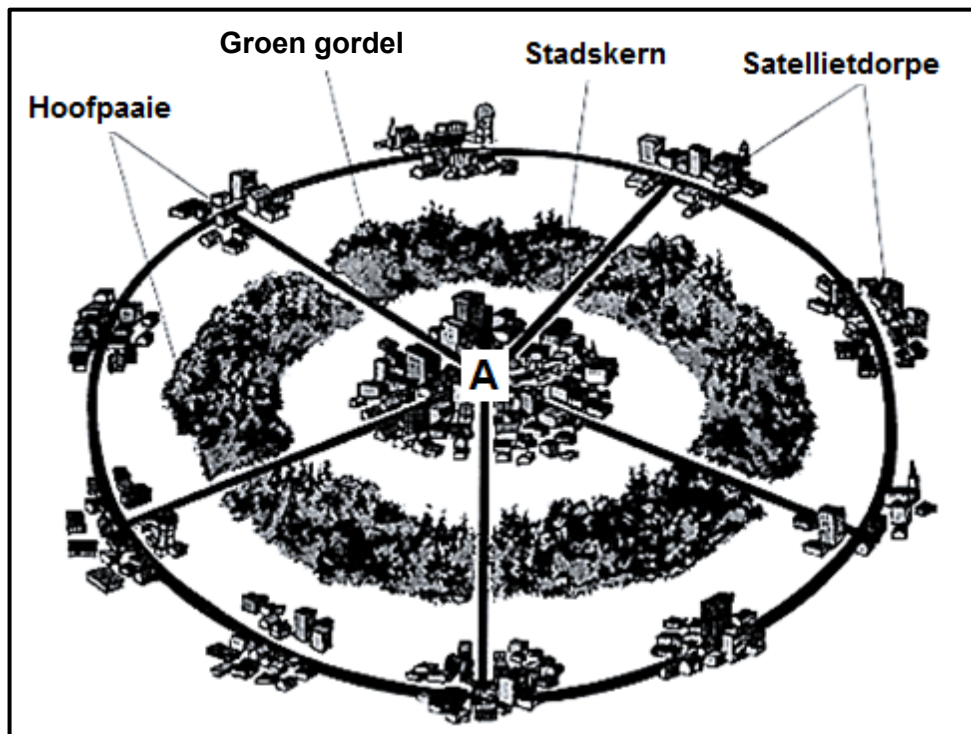 Groen gordel
Stadskern
Satellietdorpe
Hoofpaaie
A